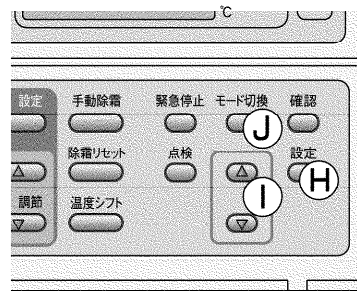 ℃
設定 手動除霜 緊急停止 モード切換 確認
J
除霜リセット 点検 設定
△ △ H
I
調節 温度シフト
▽ ▽